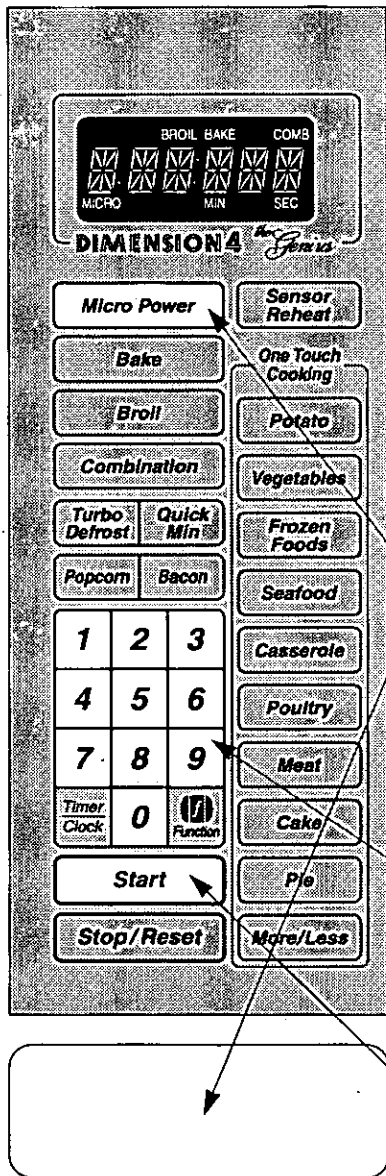 BROIL BAKE COMB
MICRO MIN SEC
DIMENSION 4 the Genius
Micro Power
Sensor
Reheat
Bake
Broil
Combination
Turbo
Defrost
Quick
Min
Popcorn
Bacon
1 2 3
4 5 6
7 8 9
Timer
Clock
0
Function
Start
Stop/Reset
One Touch
Cooking
Potato
Vegetables
Frozen
Foods
Seafood
Casserole
Poultry
Meat
Cake
Pie
More/Less